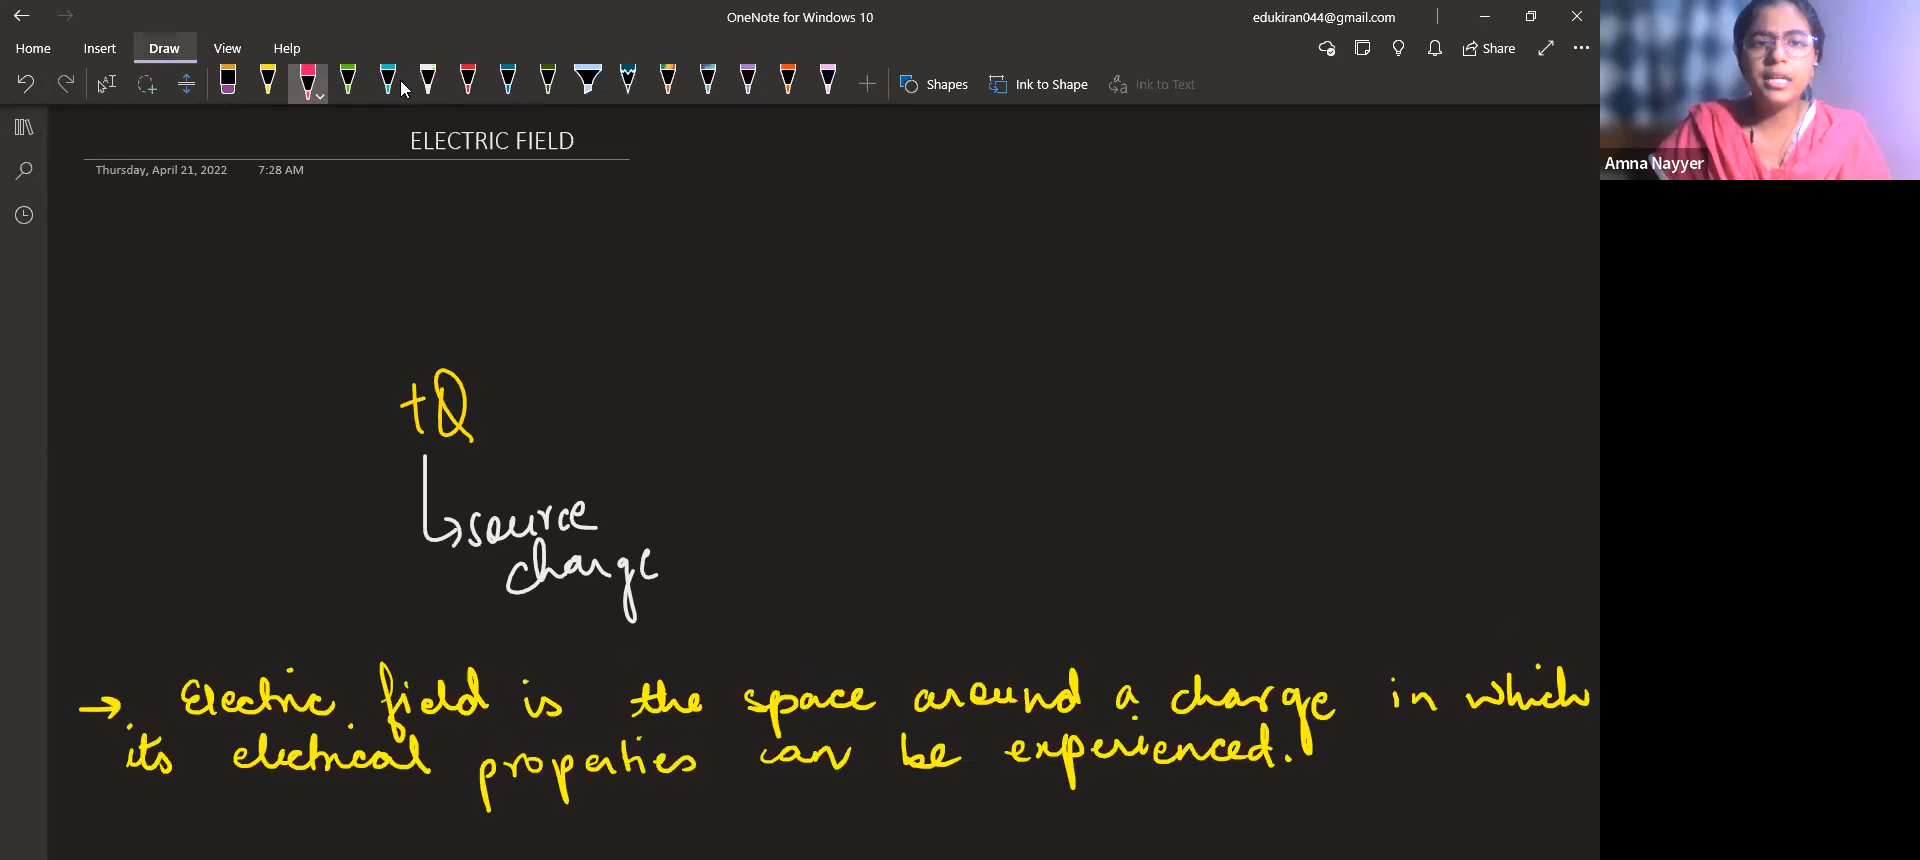 OneNote for Windows 10
edukiran044@gmail.com
Home Insert Draw View Help
Share
Shapes
Ink to Shape
Ink to Text
ELECTRIC FIELD
Thursday, April 21, 2022 7:28 AM
Amna Nayyer
+Q
source
charge
→ Electric field is the space around a charge in which
its electrical properties can be experienced.